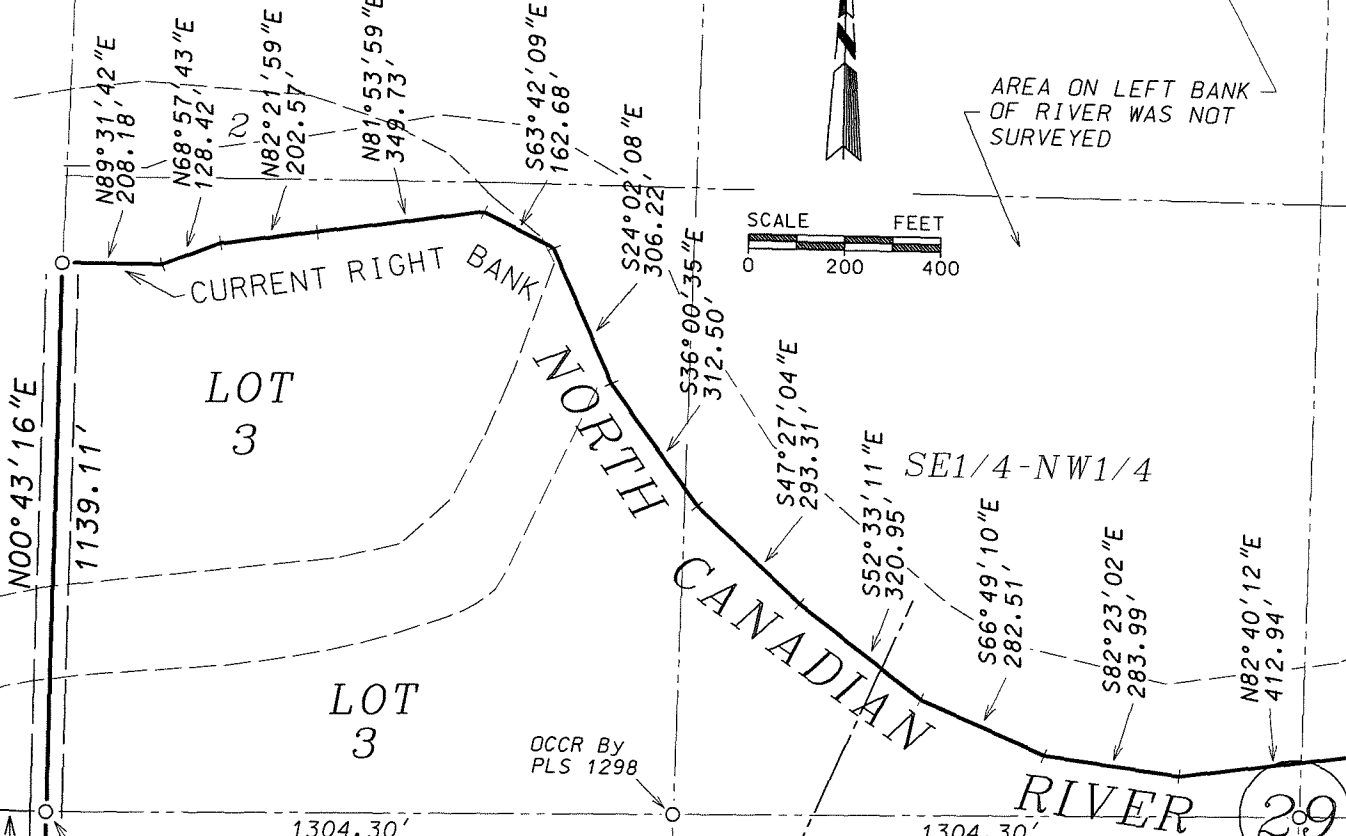 N89°31'42"E
208.18'
N68°57'43"E
128.42'
2
N82°21'59"E
202.57'
N81°53'59"E
349.73'
S63°42'09"E
162.68'
S24°02'08"E
306.22'
S36°00'35"E
312.50'
S47°27'04"E
293.31'
S52°33'11"E
320.95'
S66°49'10"E
282.51'
S82°23'02"E
283.99'
N82°40'12"E
412.94'
N
AREA ON LEFT BANK
OF RIVER WAS NOT
SURVEYED
SCALE FEET
0 200 400
CURRENT RIGHT BANK
LOT
3
N00°43'16"E
1139.11'
SE1/4-NW1/4
NORTH CANADIAN RIVER
LOT
3
OCCR By
PLS 1298
29
1304.30'
1304.30'